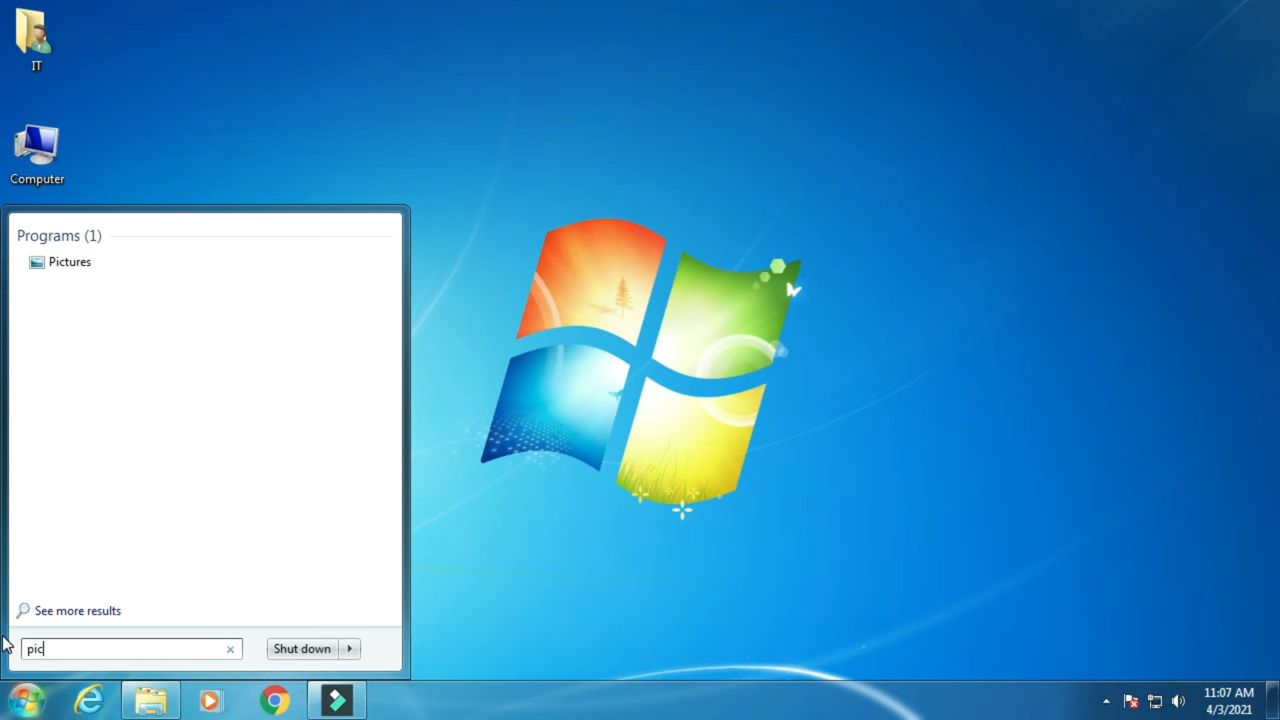 IT
Computer
Programs (1)
Pictures
See more results
pic
Shut down
11:07 AM
4/3/2021